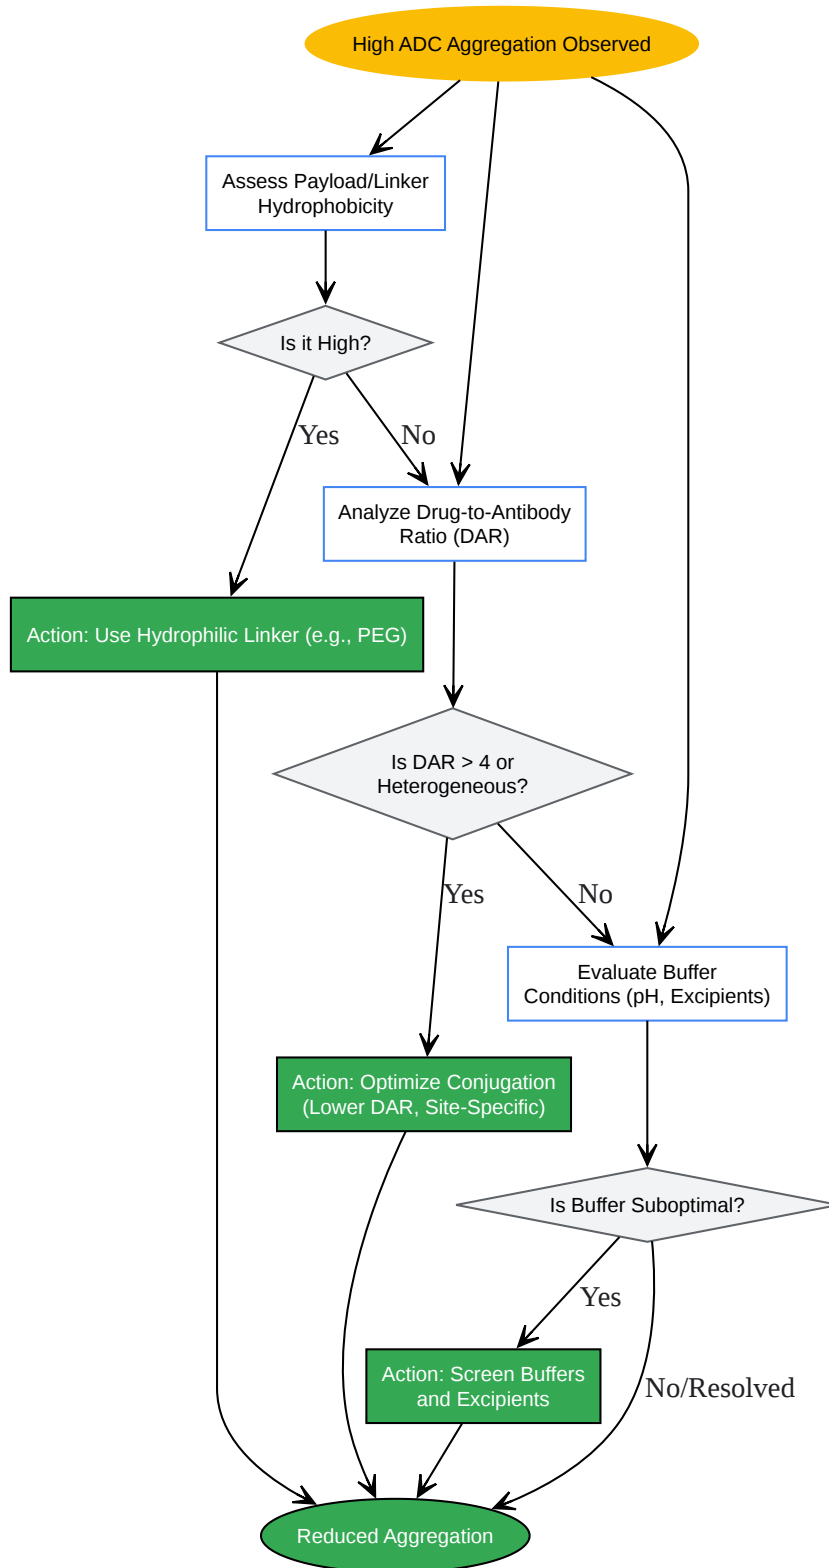 High ADC Aggregation Observed
Assess Payload/Linker
Hydrophobicity
Is it High?
Yes
No
Analyze Drug-to-Antibody
Ratio (DAR)
Action: Use Hydrophilic Linker (e.g., PEG)
Is DAR > 4 or
Heterogeneous?
Yes
No
Evaluate Buffer
Conditions (pH, Excipients)
Action: Optimize Conjugation
(Lower DAR, Site-Specific)
Is Buffer Suboptimal?
Yes
Action: Screen Buffers
and Excipients
No/Resolved
Reduced Aggregation